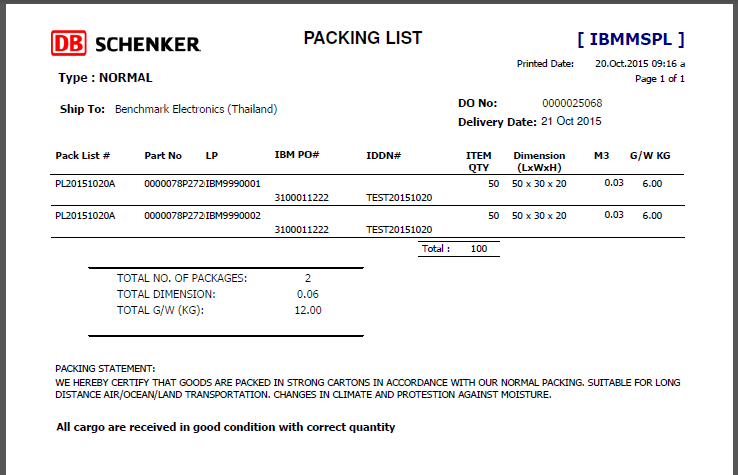 DB SCHENKER
PACKING LIST
[ IBMMSPL ]
Printed Date: 20.Oct.2015 09:16 a
Page 1 of 1
Type : NORMAL
Ship To: Benchmark Electronics (Thailand)
DO No: 0000025068
Delivery Date: 21 Oct 2015
Pack List # Part No LP IBM PO# IDDN# ITEM QTY Dimension (LxWxH) M3 G/W KG
PL20151020A 0000078P272 IBM9990001 50 50 x 30 x 20 0.03 6.00
3100011222 TEST20151020
PL20151020A 0000078P272 IBM9990002 50 50 x 30 x 20 0.03 6.00
3100011222 TEST20151020
Total : 100
TOTAL NO. OF PACKAGES: 2
TOTAL DIMENSION: 0.06
TOTAL G/W (KG): 12.00
PACKING STATEMENT:
WE HEREBY CERTIFY THAT GOODS ARE PACKED IN STRONG CARTONS IN ACCORDANCE WITH OUR NORMAL PACKING. SUITABLE FOR LONG
DISTANCE AIR/OCEAN/LAND TRANSPORTATION. CHANGES IN CLIMATE AND PROTESTION AGAINST MOISTURE.
All cargo are received in good condition with correct quantity